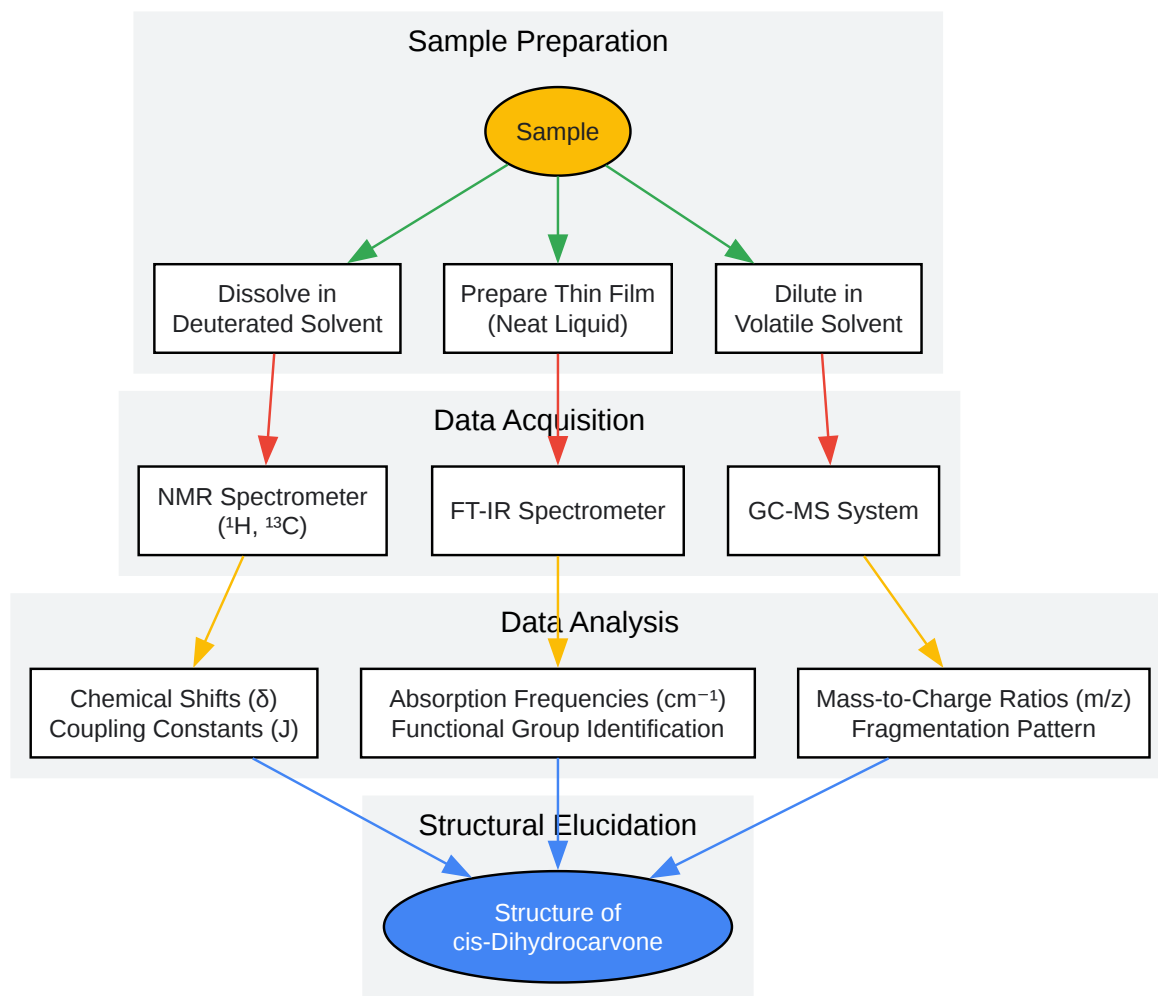 Sample Preparation
Sample
Dissolve in
Deuterated Solvent
Prepare Thin Film
(Neat Liquid)
Dilute in
Volatile Solvent
Data Acquisition
NMR Spectrometer
(¹H, ¹³C)
FT-IR Spectrometer
GC-MS System
Data Analysis
Chemical Shifts (δ)
Coupling Constants (J)
Absorption Frequencies (cm⁻¹)
Functional Group Identification
Mass-to-Charge Ratios (m/z)
Fragmentation Pattern
Structural Elucidation
Structure of
cis-Dihydrocarvone